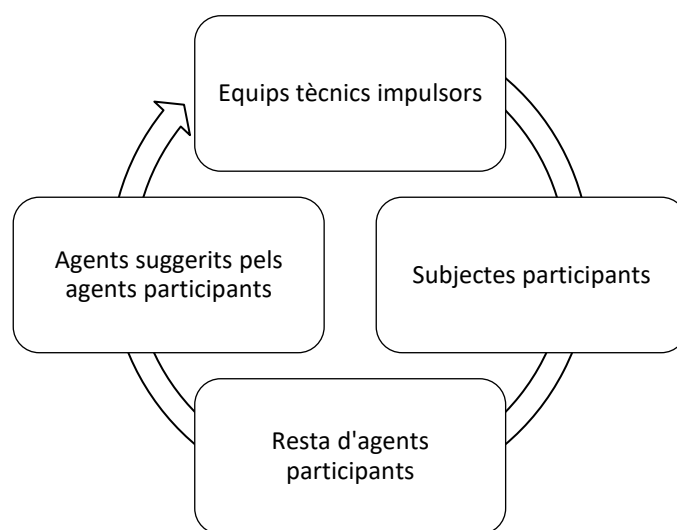 Equips tècnics impulsors
Agents suggerits pels
agents participants
Subjectes participants
Resta d'agents
participants